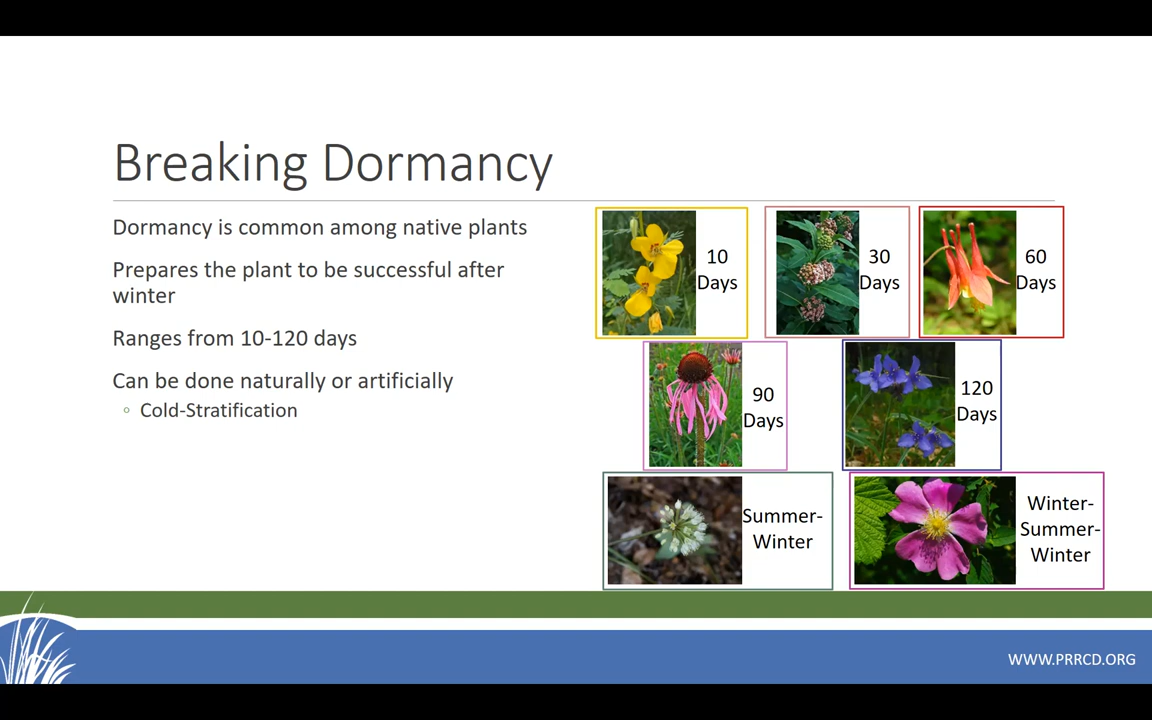 Breaking Dormancy
Dormancy is common among native plants
Prepares the plant to be successful after
winter
Ranges from 10-120 days
Can be done naturally or artificially
◦ Cold-Stratification
10
Days
30
Days
60
Days
90
Days
120
Days
Summer-
Winter
Winter-
Summer-
Winter
WWW.PRRCD.ORG